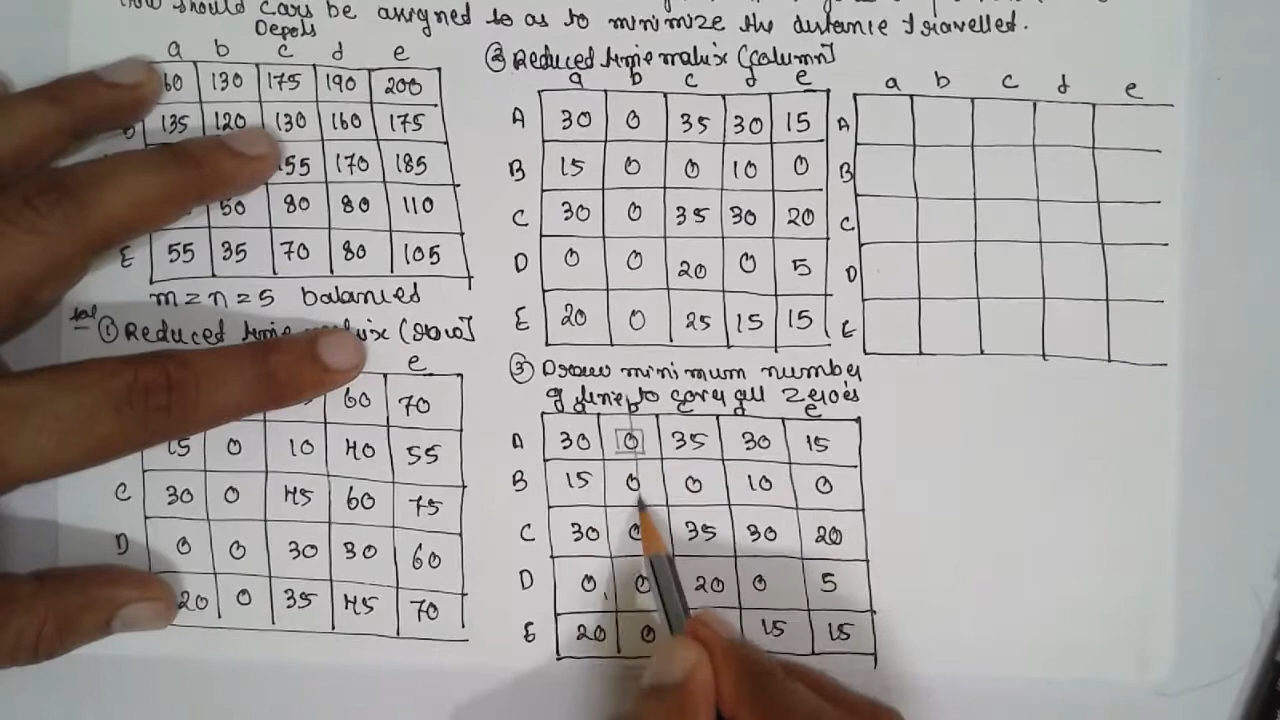 should cars be assigned to as to minimize the distance travelled.
Depots
a b c d e
60 130 175 190 200
135 120 130 160 175
155 170 185
50 80 80 110
E 55 35 70 80 105
m = n = 5 balanced
① Reduced time matrix (row)
e
60 70
15 0 10 40 55
C 30 0 45 60 75
D 0 0 30 30 60
20 0 35 45 70
② Reduced time matrix (column)
a b c d e
A 30 0 35 30 15
B 15 0 0 10 0
C 30 0 35 30 20
D 0 0 20 0 5
E 20 0 25 15 15
③ Draw minimum number
of line to cover all zeroes
b c d e
A 30 0 35 30 15
B 15 0 0 10 0
C 30 0 35 30 20
D 0 0 20 0 5
E 20 0 15 15
a b c d e
A
B
C
D
E